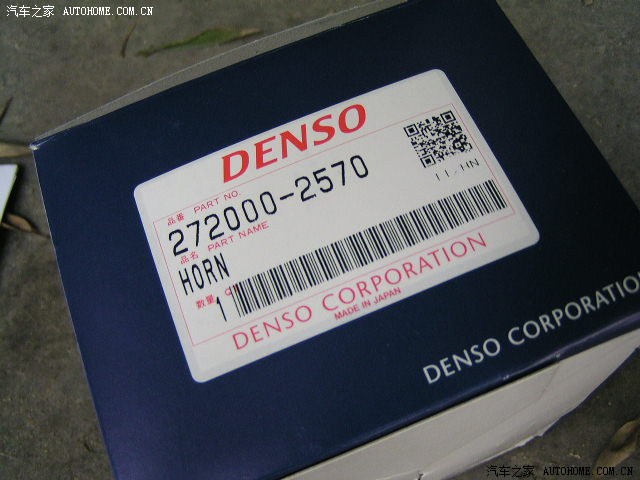 汽车之家 AUTOHOME.COM.CN
DENSO
品番 PART NO.
272000-2570
品名 PART NAME
HORN
数量 Q
1
DENSO CORPORATION
MADE IN JAPAN
DENSO CORPORATIO
汽车之家 AUTOHOME.COM.CN